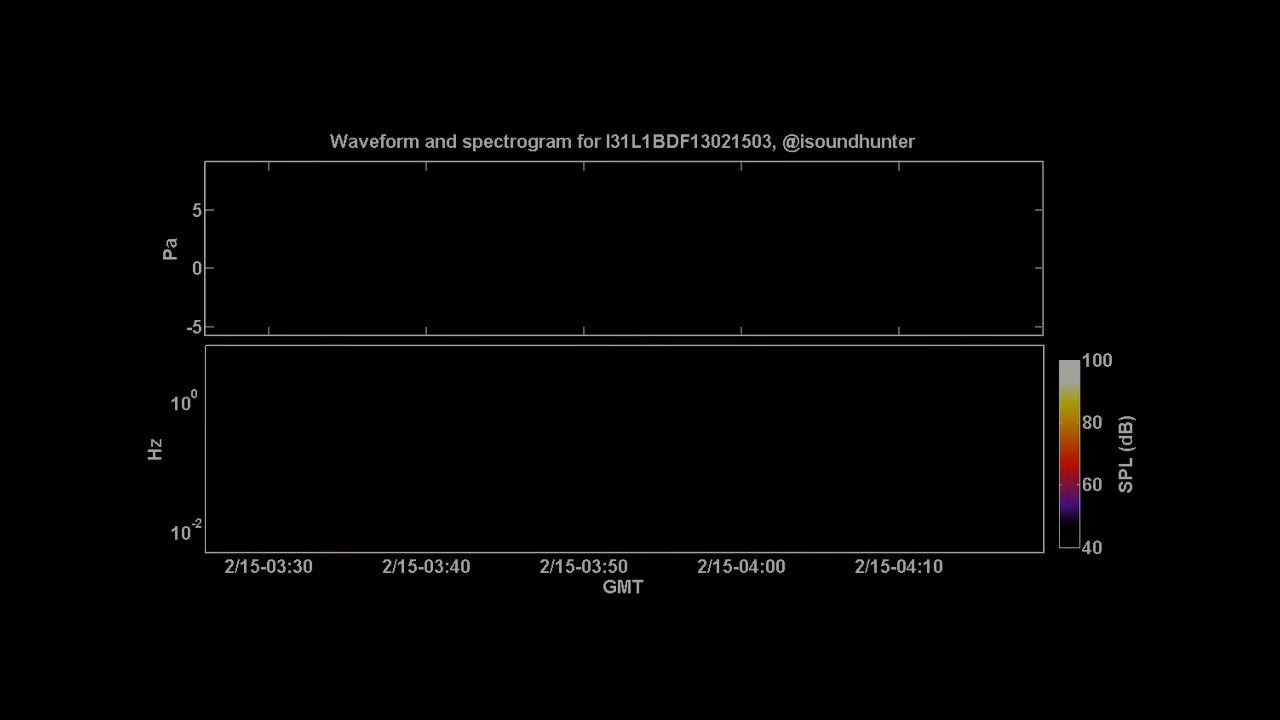 Waveform and spectrogram for I31L1BDF13021503, @isoundhunter
5
0
-5
Pa
10^0
10^-2
Hz
100
80
60
40
SPL (dB)
2/15-03:30 2/15-03:40 2/15-03:50 2/15-04:00 2/15-04:10
GMT